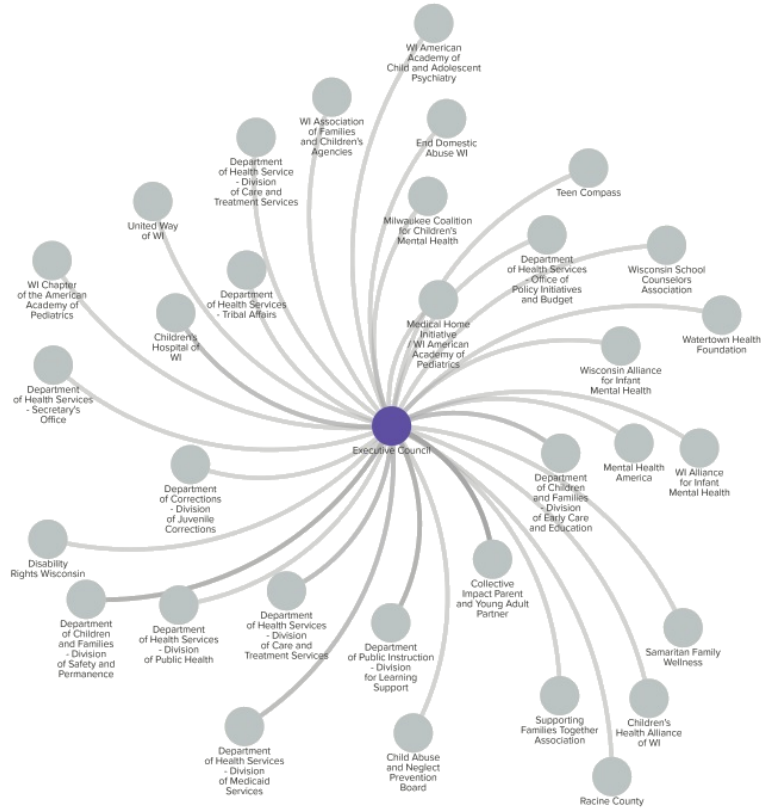 WI American
Academy of
Child and Adolescent
Psychiatry
WI Association
of Families
and Children's
Agencies
End Domestic
Abuse WI
Department
of Health Service
- Division
of Care and
Treatment Services
Teen Compass
United Way
of WI
Milwaukee Coalition
for Children's
Mental Health
Department
of Health Services
- Office of
Policy Initiatives
and Budget
Wisconsin School
Counselors
Association
WI Chapter
of the American
Academy of
Pediatrics
Department
of Health Services
- Tribal Affairs
Children's
Hospital of
WI
Medical Home
Initiative
/ WI American
Academy of
Pediatrics
Watertown Health
Foundation
Wisconsin Alliance
for Infant
Mental Health
Department
of Health Services
- Secretary's
Office
Executive Council
Department
of Corrections
- Division
of Juvenile
Corrections
Department
of Children
and Families
- Division
of Early Care
and Education
Mental Health
America
WI Alliance
for Infant
Mental Health
Disability
Rights Wisconsin
Department
of Children
and Families
- Division
of Safety and
Permanence
Department
of Health Services
- Division
of Public Health
Department
of Health Services
- Division
of Care and
Treatment Services
Department
of Public Instruction
- Division
for Learning
Support
Collective
Impact Parent
and Young Adult
Partner
Samaritan Family
Wellness
Department
of Health Services
- Division
of Medicaid
Services
Child Abuse
and Neglect
Prevention
Board
Supporting
Families Together
Association
Children's
Health Alliance
of WI
Racine County